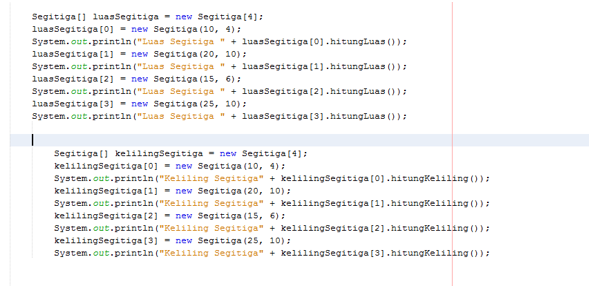 Segitiga[] luasSegitiga = new Segitiga[4];
luasSegitiga[0] = new Segitiga(10, 4);
System.out.println("Luas Segitiga " + luasSegitiga[0].hitungLuas());
luasSegitiga[1] = new Segitiga(20, 10);
System.out.println("Luas Segitiga " + luasSegitiga[1].hitungLuas());
luasSegitiga[2] = new Segitiga(15, 6);
System.out.println("Luas Segitiga " + luasSegitiga[2].hitungLuas());
luasSegitiga[3] = new Segitiga(25, 10);
System.out.println("Luas Segitiga " + luasSegitiga[3].hitungLuas());
Segitiga[] kelilingSegitiga = new Segitiga[4];
kelilingSegitiga[0] = new Segitiga(10, 4);
System.out.println("Keliling Segitiga" + kelilingSegitiga[0].hitungKeliling());
kelilingSegitiga[1] = new Segitiga(20, 10);
System.out.println("Keliling Segitiga" + kelilingSegitiga[1].hitungKeliling());
kelilingSegitiga[2] = new Segitiga(15, 6);
System.out.println("Keliling Segitiga" + kelilingSegitiga[2].hitungKeliling());
kelilingSegitiga[3] = new Segitiga(25, 10);
System.out.println("Keliling Segitiga" + kelilingSegitiga[3].hitungKeliling());